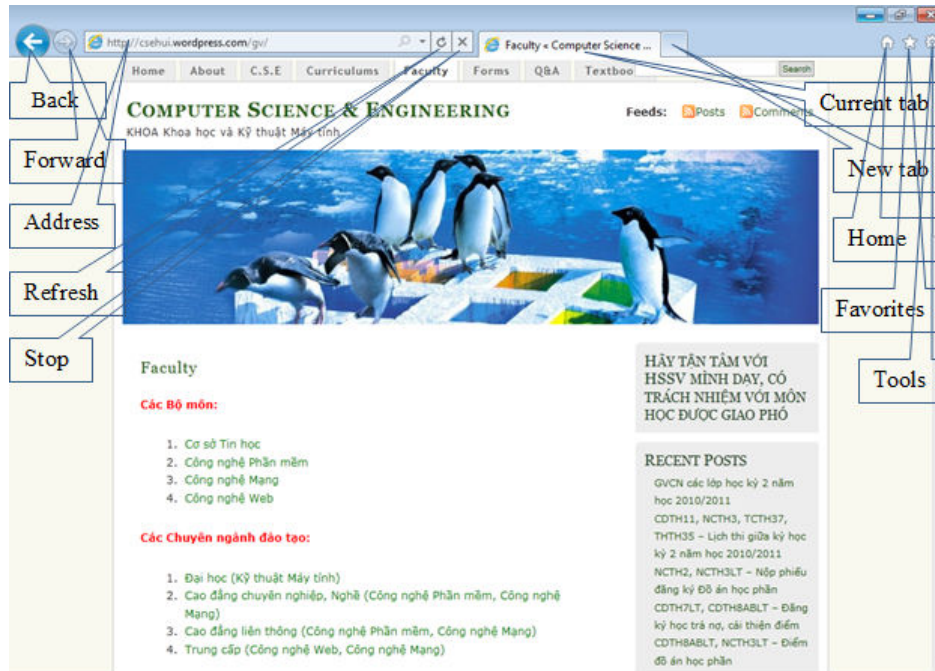 http://csehui.wordpress.com/gv/
Faculty « Computer Science ...
Home About C.S.E Curriculums Faculty Forms Q&A Textboo
Search
Back
Current tab
COMPUTER SCIENCE & ENGINEERING
Feeds: Posts Comments
KHOA Khoa học và Kỹ thuật Máy tính
Forward
New tab
Address
Home
Refresh
Favorites
Stop
Tools
Faculty
Các Bộ môn:
1. Cơ sở Tin học
2. Công nghệ Phần mềm
3. Công nghệ Mạng
4. Công nghệ Web
Các Chuyên ngành đào tạo:
1. Đại học (Kỹ thuật Máy tính)
2. Cao đẳng chuyên nghiệp, Nghề (Công nghệ Phần mềm, Công nghệ
Mạng)
3. Cao đẳng liên thông (Công nghệ Phần mềm, Công nghệ Mạng)
4. Trung cấp (Công nghệ Web, Công nghệ Mạng)
HÃY TẬN TÂM VỚI
HSSV MÌNH DẠY, CÓ
TRÁCH NHIỆM VỚI MÔN
HỌC ĐƯỢC GIAO PHÓ
RECENT POSTS
GVCN các lớp học kỳ 2 năm
học 2010/2011
CDTH11, NCTH3, TCTH37,
THTH35 – Lịch thi giữa kỳ học
kỳ 2 năm học 2010/2011
NCTH2, NCTH3LT – Nộp phiếu
đăng ký Đồ án học phần
CDTH7LT, CDTH8ABLT – Đăng
ký học trả nợ, cải thiện điểm
CDTH8ABLT, NCTH3LT – Điểm
đồ án học phần